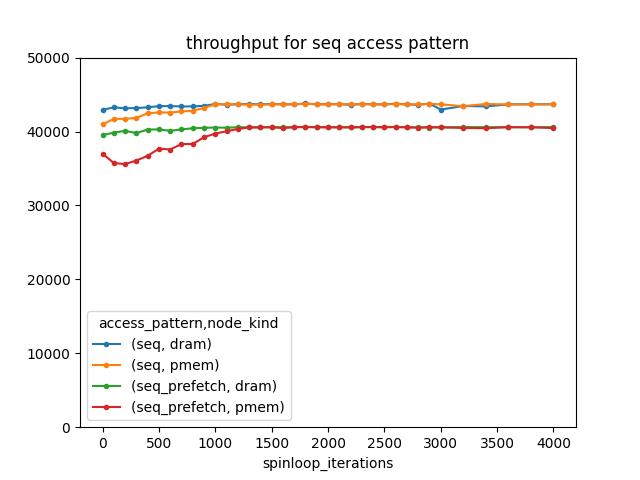 throughput for seq access pattern
50000
40000
30000
20000
10000
0
access_pattern,node_kind
(seq, dram)
(seq, pmem)
(seq_prefetch, dram)
(seq_prefetch, pmem)
0 500 1000 1500 2000 2500 3000 3500 4000
spinloop_iterations